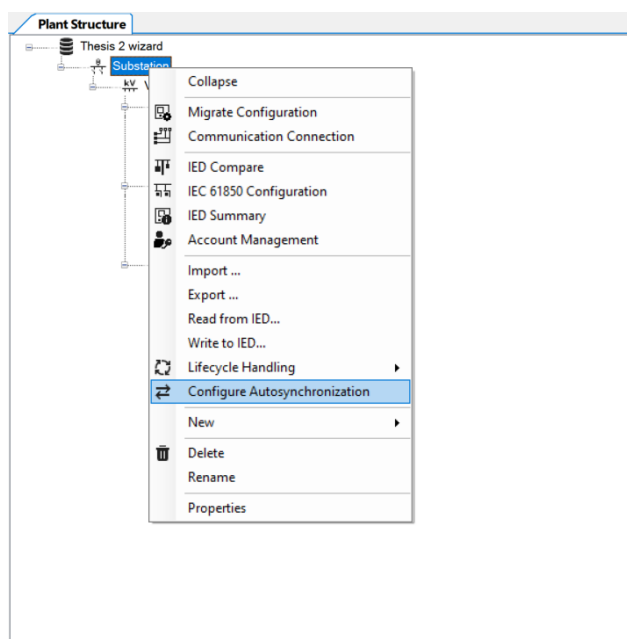 Plant Structure
Thesis 2 wizard
Substation
kV
Collapse
Migrate Configuration
Communication Connection
IED Compare
IEC 61850 Configuration
IED Summary
Account Management
Import ...
Export ...
Read from IED...
Write to IED...
Lifecycle Handling
Configure Autosynchronization
New
Delete
Rename
Properties